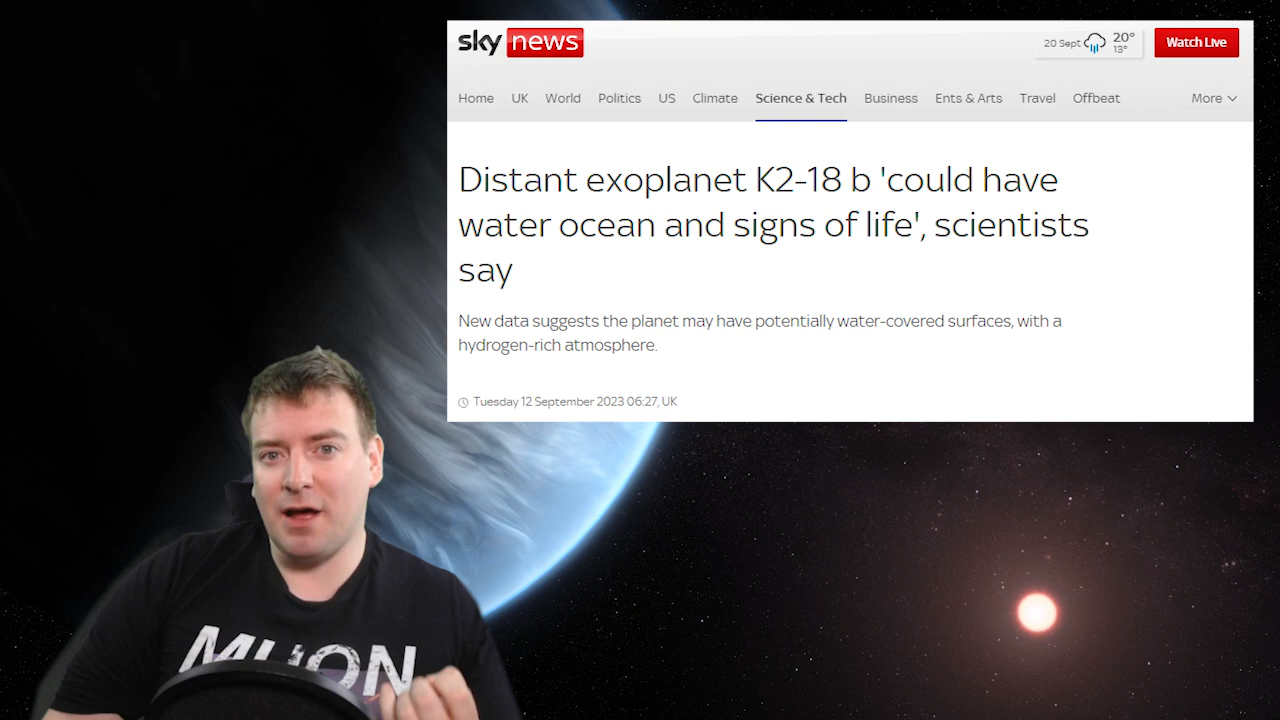 sky news
20 Sept 20° 13°
Watch Live
Home UK World Politics US Climate Science & Tech Business Ents & Arts Travel Offbeat More
Distant exoplanet K2-18 b 'could have
water ocean and signs of life', scientists
say
New data suggests the planet may have potentially water-covered surfaces, with a
hydrogen-rich atmosphere.
Tuesday 12 September 2023 06:27, UK
MUON